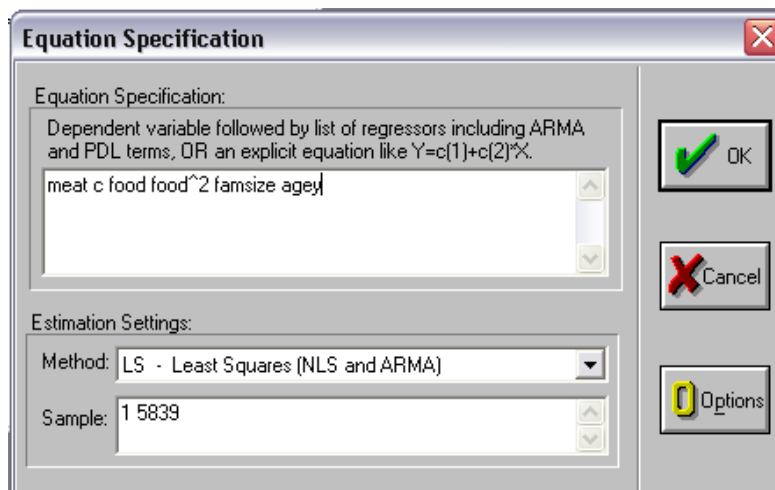 Equation Specification
Equation Specification:
Dependent variable followed by list of regressors including ARMA
and PDL terms, OR an explicit equation like Y=c(1)+c(2)*X.
meat c food food^2 famsize agey
OK
Cancel
Estimation Settings:
Method: LS - Least Squares (NLS and ARMA)
Sample: 1 5839
Options